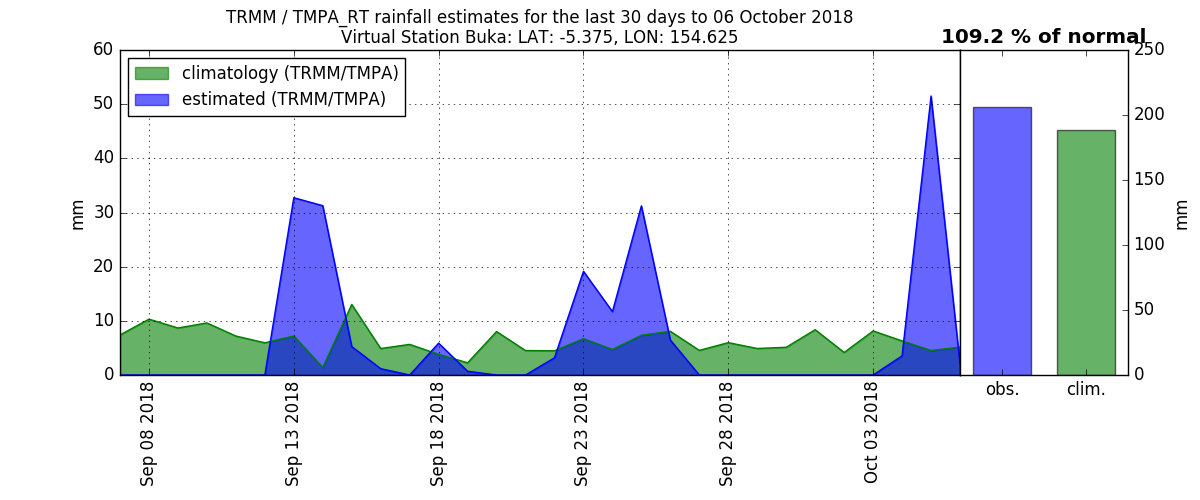 TRMM / TMPA_RT rainfall estimates for the last 30 days to 06 October 2018
Virtual Station Buka: LAT: -5.375, LON: 154.625
109.2 % of normal
climatology (TRMM/TMPA)
estimated (TRMM/TMPA)
60
50
40
30
20
10
0
mm
Sep 08 2018
Sep 13 2018
Sep 18 2018
Sep 23 2018
Sep 28 2018
Oct 03 2018
obs.
clim.
250
200
150
100
50
0
mm